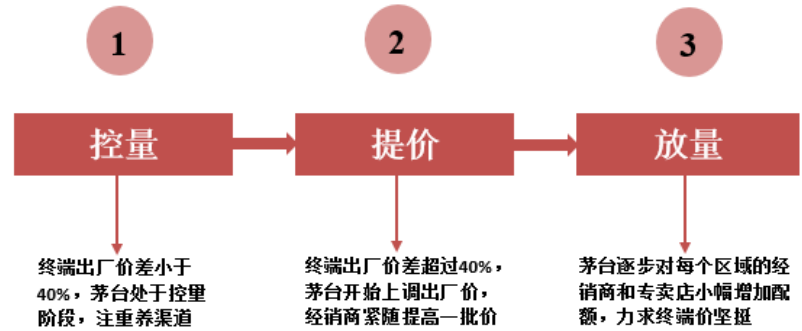 1
2
3
控量
提价
放量
终端出厂价差小于
40%，茅台处于控量
阶段，注重养渠道
终端出厂价差超过40%，
茅台开始上调出厂价，
经销商紧随提高一批价
茅台逐步对每个区域的经
销商和专卖店小幅增加配
额，力求终端价坚挺